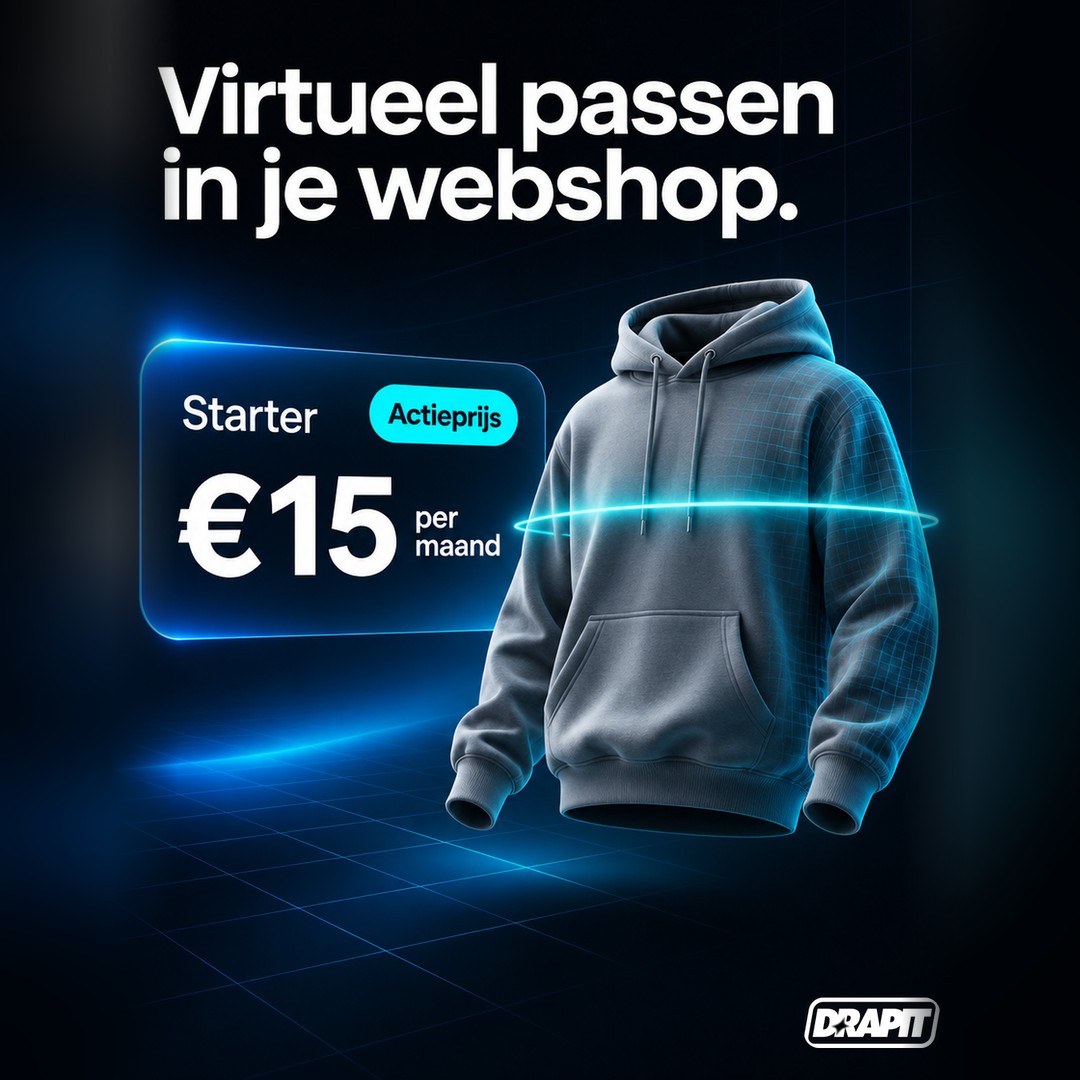 Virtueel passen
in je webshop.
Starter
Actieprijs
€15
per
maand
DRAPIT